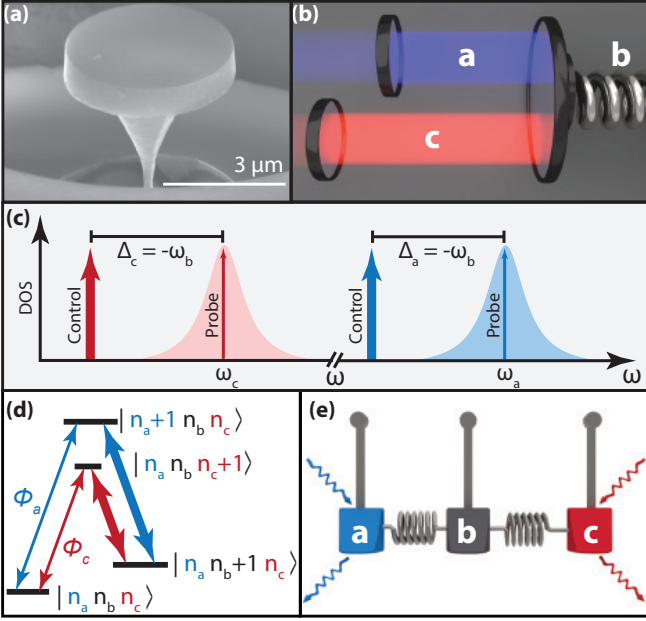 (a)
3 μm
(b)
a
b
c
(c)
DOS
Δc = -ωb
Δa = -ωb
Control
Probe
Control
Probe
ωc
ω
ωa
ω
(d)
| na+1 nb nc ⟩
| na nb nc+1 ⟩
ϕa
ϕc
| na nb+1 nc ⟩
| na nb nc ⟩
(e)
a
b
c